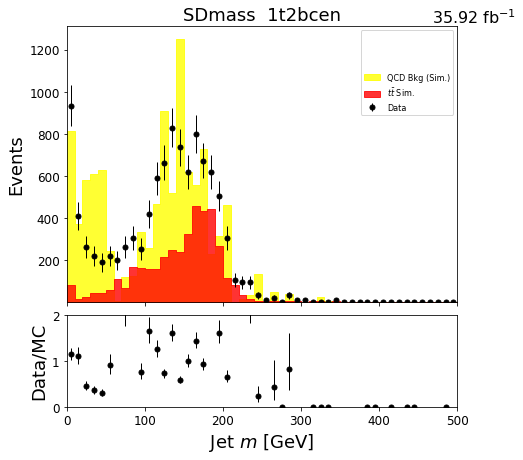 SDmass 1t2bcen
35.92 fb⁻¹
QCD Bkg (Sim.)
tt̄ Sim.
Data
Events
1200
1000
800
600
400
200
Data/MC
2
1
0
0 100 200 300 400 500
Jet m [GeV]